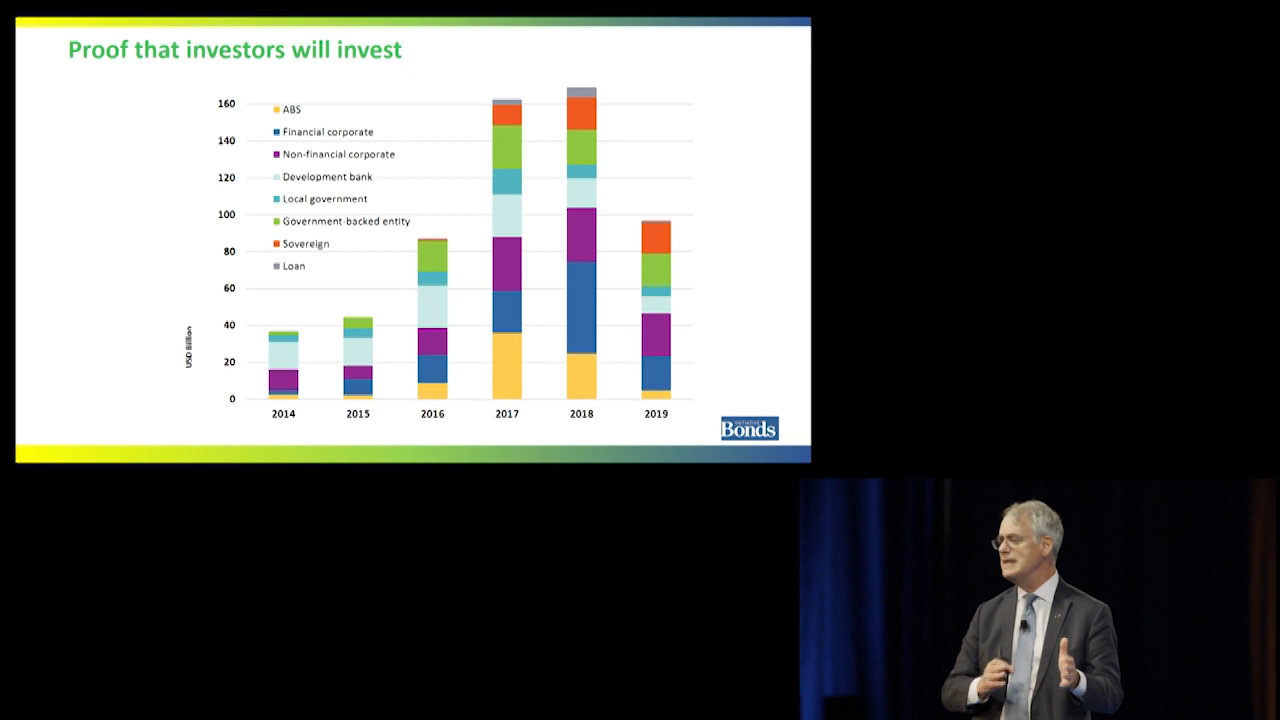 Proof that investors will invest
160
140
120
100
80
60
40
20
0
USD Billion
ABS
Financial corporate
Non-financial corporate
Development bank
Local government
Government-backed entity
Sovereign
Loan
2014 2015 2016 2017 2018 2019
Bonds